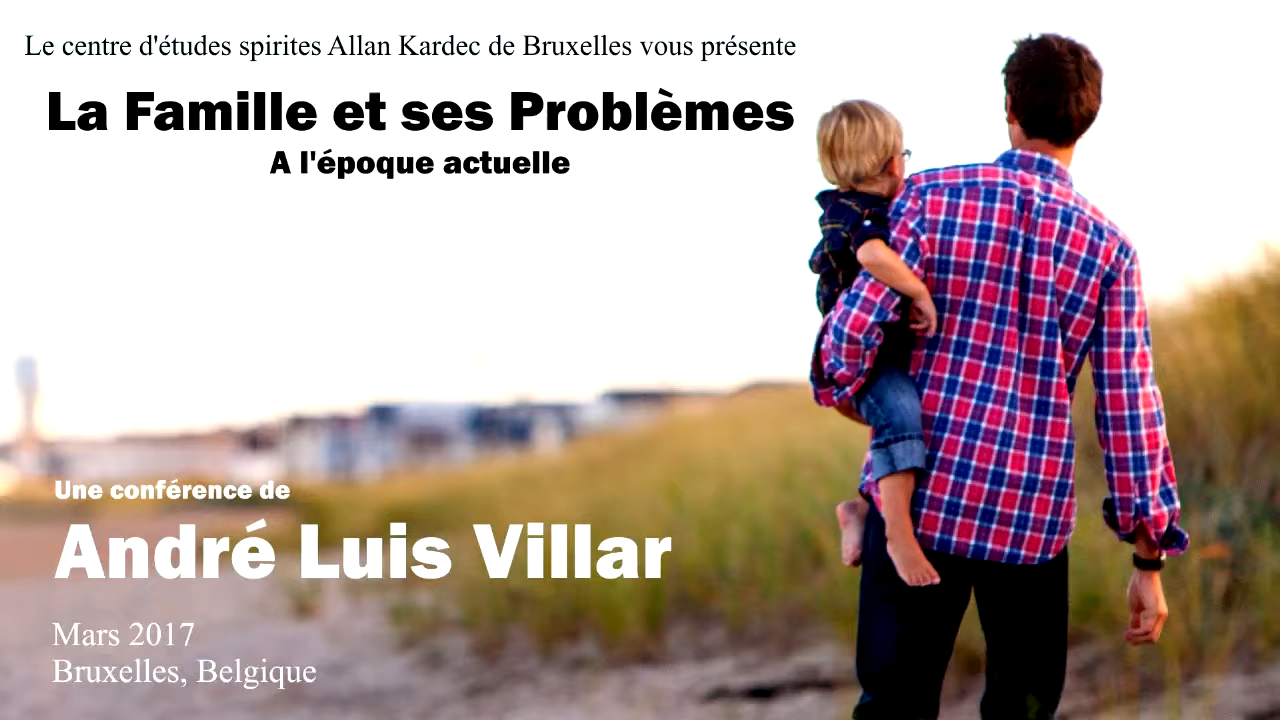 Le centre d'études spirites Allan Kardec de Bruxelles vous présente
La Famille et ses Problèmes
A l'époque actuelle
Une conférence de
André Luis Villar
Mars 2017
Bruxelles, Belgique